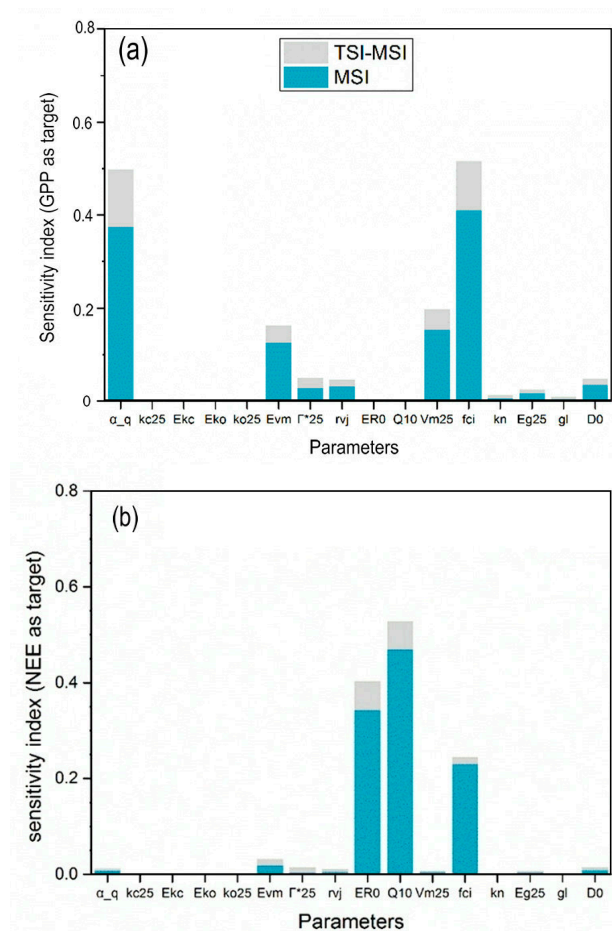 (a)
TSI-MSI
MSI
Sensitivity index (GPP as target)
0.8
0.6
0.4
0.2
0
α_q kc25 Ekc Eko ko25 Evm Γ*25 rvj ER0 Q10 Vm25 fci kn Eg25 gl D0
Parameters
(b)
sensitivity index (NEE as target)
0.8
0.6
0.4
0.2
0.0
α_q kc25 Ekc Eko ko25 Evm Γ*25 rvj ER0 Q10 Vm25 fci kn Eg25 gl D0
Parameters